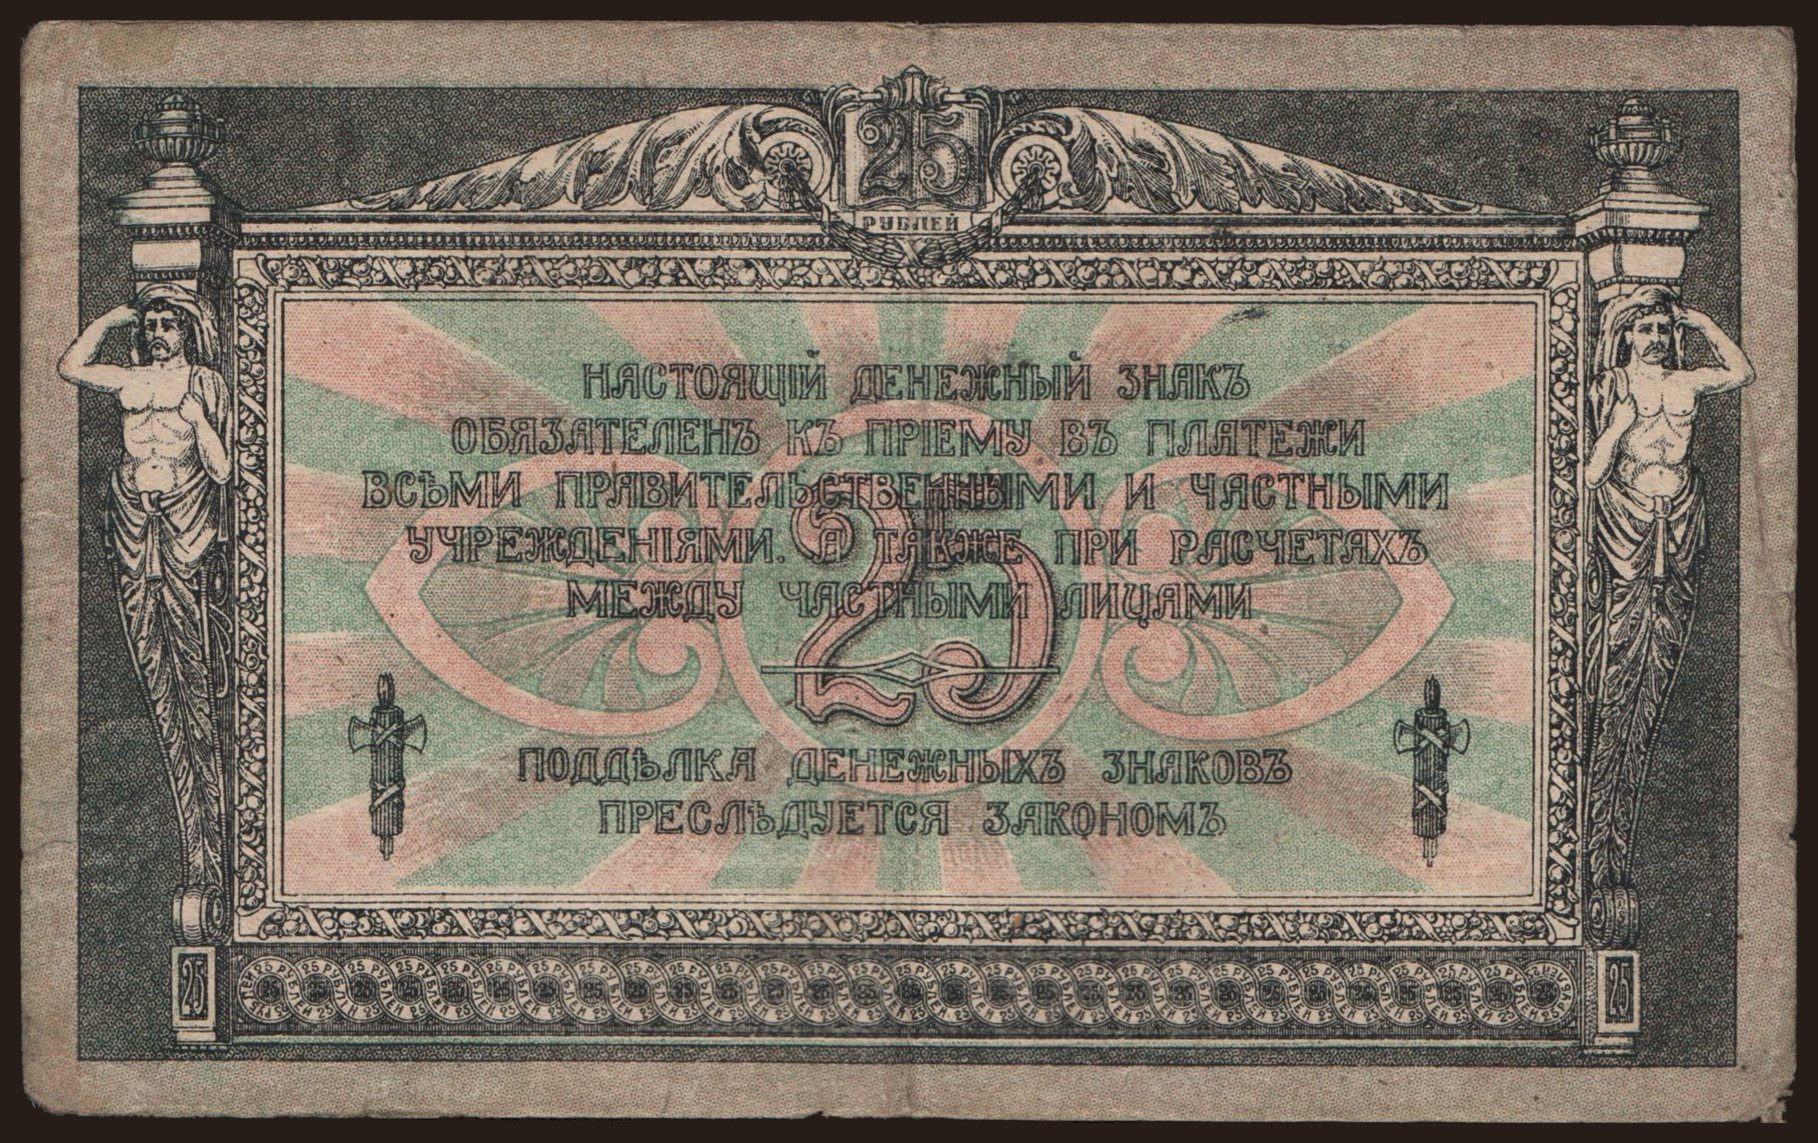 25
РУБЛЕЙ
НАСТОЯЩІЙ ДЕНЕЖНЫЙ ЗНАКЪ
ОБЯЗАТЕЛЕНЪ КЪ ПРІЕМУ ВЪ ПЛАТЕЖИ
ВСѢМИ ПРАВИТЕЛЬСТВЕННЫМИ И ЧАСТНЫМИ
УЧРЕЖДЕНІЯМИ. А ТАКЖЕ ПРИ РАСЧЕТАХЪ
МЕЖДУ ЧАСТНЫМИ ЛИЦАМИ
25
ПОДДѢЛКА ДЕНЕЖНЫХЪ ЗНАКОВЪ
ПРЕСЛѢДУЕТСЯ ЗАКОНОМЪ
25 25